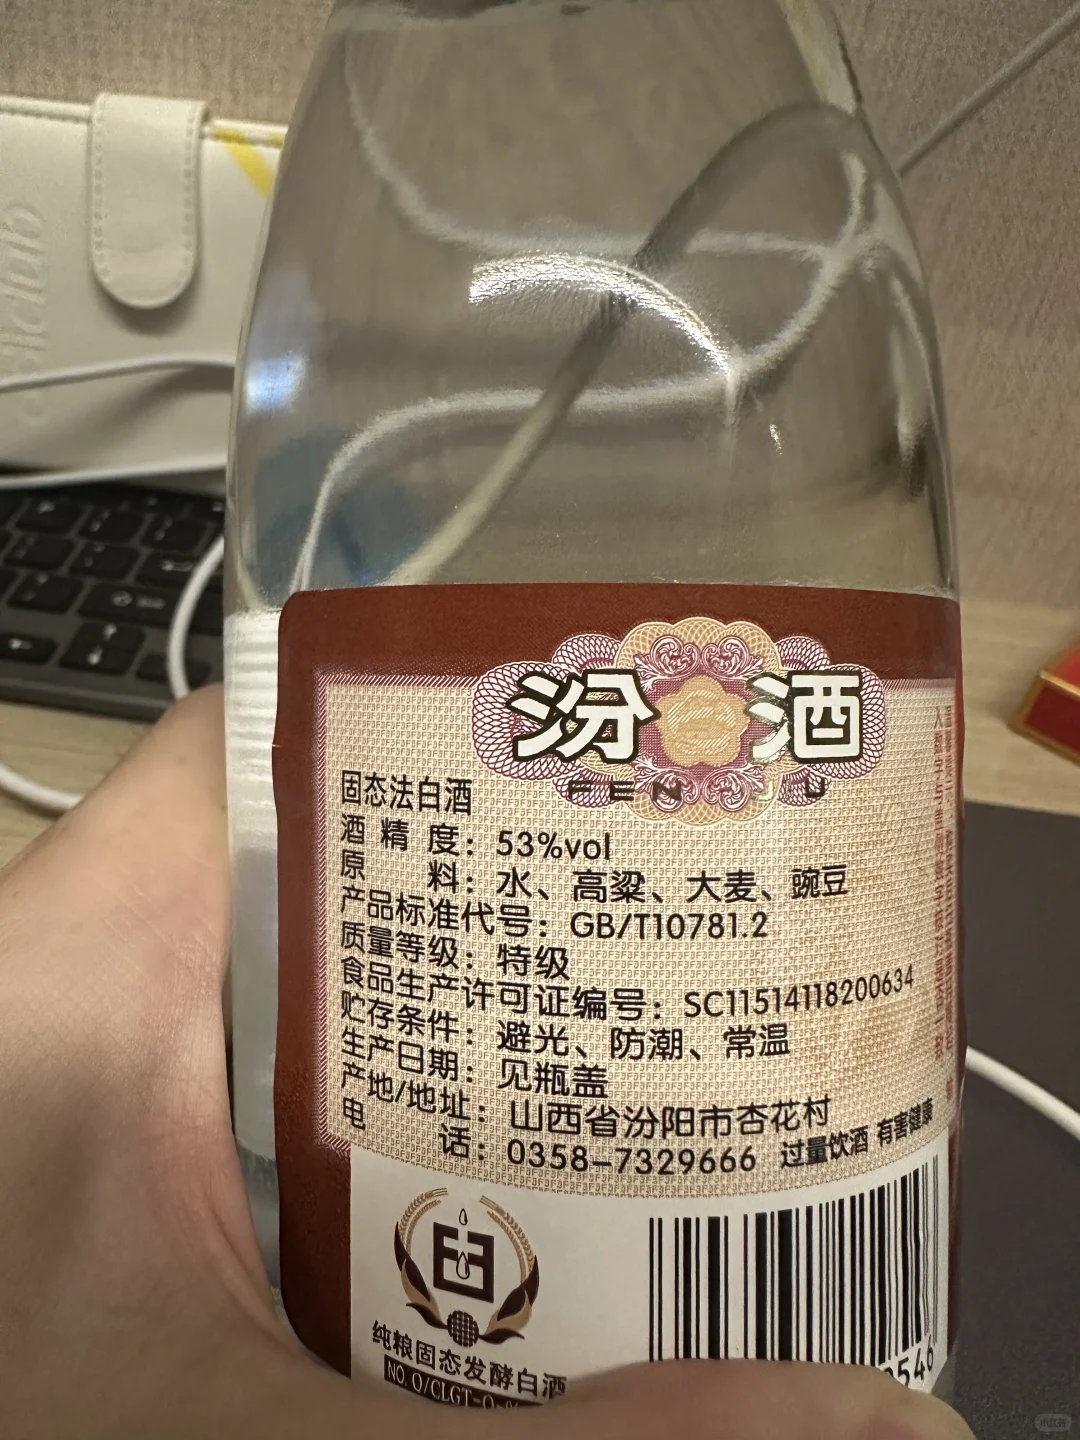 汾酒
FEN
U
固态法白酒
酒精度：53%vol
原料：水、高粱、大麦、豌豆
产品标准代号：GB/T10781.2
质量等级：特级
食品生产许可证编号：SC11514118200634
贮存条件：避光、防潮、常温
生产日期：见瓶盖
产地/地址：山西省汾阳市杏花村
电话：0358-7329666
过量饮酒 有害健康
纯粮固态发酵白酒
546
小红书